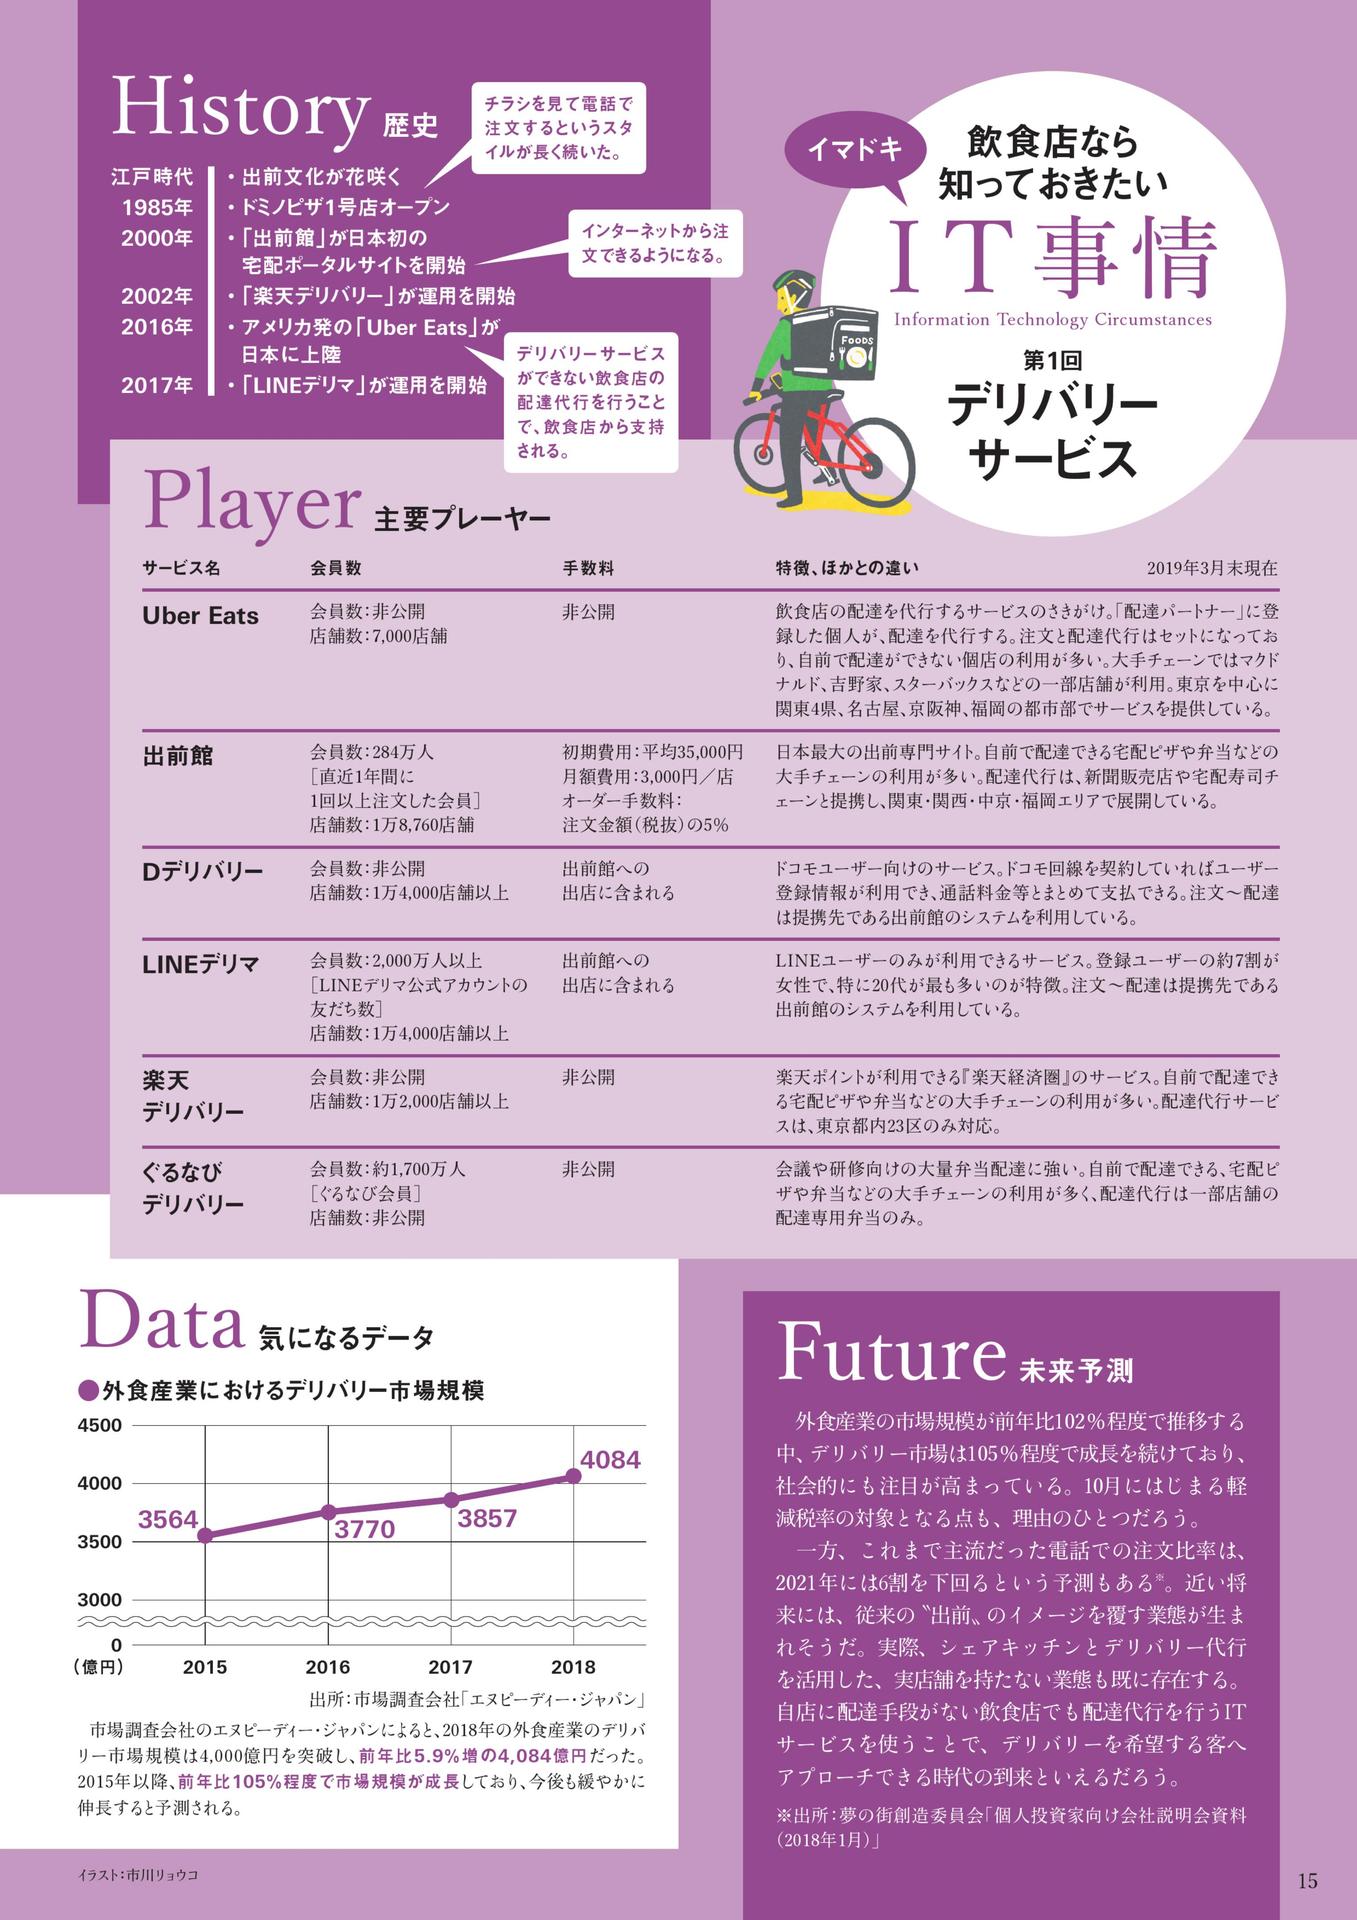 History 歴史
チラシを見て電話で
注文するというスタ
イルが長く続いた。
江戸時代 ・出前文化が花咲く
1985年 ・ドミノピザ1号店オープン
2000年 ・「出前館」が日本初の
宅配ポータルサイトを開始
インターネットから注
文できるようになる。
2002年 ・「楽天デリバリー」が運用を開始
2016年 ・アメリカ発の「Uber Eats」が
日本に上陸
デリバリーサービス
ができない飲食店の
配達代行を行うこと
で、飲食店から支持
される。
2017年 ・「LINEデリマ」が運用を開始
イマドキ
飲食店なら
知っておきたい
IT事情
Information Technology Circumstances
第1回
デリバリー
サービス
FOODS
Player 主要プレーヤー
サービス名 会員数 手数料 特徴、ほかとの違い 2019年3月末現在
Uber Eats
会員数:非公開
店舗数:7,000店舗
非公開
飲食店の配達を代行するサービスのさきがけ。「配達パートナー」に登
録した個人が、配達を代行する。注文と配達代行はセットになってお
り、自前で配達ができない個店の利用が多い。大手チェーンではマクド
ナルド、吉野家、スターバックスなどの一部店舗が利用。東京を中心に
関東4県、名古屋、京阪神、福岡の都市部でサービスを提供している。
出前館
会員数:284万人
[直近1年間に
1回以上注文した会員]
店舗数:1万8,760店舗
初期費用:平均35,000円
月額費用:3,000円/店
オーダー手数料:
注文金額(税抜)の5%
日本最大の出前専門サイト。自前で配達できる宅配ピザや弁当などの
大手チェーンの利用が多い。配達代行は、新聞販売店や宅配寿司チ
ェーンと提携し、関東・関西・中京・福岡エリアで展開している。
Dデリバリー
会員数:非公開
店舗数:1万4,000店舗以上
出前館への
出店に含まれる
ドコモユーザー向けのサービス。ドコモ回線を契約していればユーザー
登録情報が利用でき、通話料金等とまとめて支払できる。注文〜配達
は提携先である出前館のシステムを利用している。
LINEデリマ
会員数:2,000万人以上
[LINEデリマ公式アカウントの
友だち数]
店舗数:1万4,000店舗以上
出前館への
出店に含まれる
LINEユーザーのみが利用できるサービス。登録ユーザーの約7割が
女性で、特に20代が最も多いのが特徴。注文〜配達は提携先である
出前館のシステムを利用している。
楽天
デリバリー
会員数:非公開
店舗数:1万2,000店舗以上
非公開
楽天ポイントが利用できる『楽天経済圏』のサービス。自前で配達でき
る宅配ピザや弁当などの大手チェーンの利用が多い。配達代行サービ
スは、東京都内23区のみ対応。
ぐるなび
デリバリー
会員数:約1,700万人
[ぐるなび会員]
店舗数:非公開
非公開
会議や研修向けの大量弁当配達に強い。自前で配達できる、宅配ピ
ザや弁当などの大手チェーンの利用が多く、配達代行は一部店舗の
配達専用弁当のみ。
Data 気になるデータ
●外食産業におけるデリバリー市場規模
4500
4000
3500
3000
0
(億円)
3564
3770
3857
4084
2015 2016 2017 2018
出所:市場調査会社「エヌピーディー・ジャパン」
市場調査会社のエヌピーディー・ジャパンによると、2018年の外食産業のデリバ
リー市場規模は4,000億円を突破し、前年比5.9%増の4,084億円だった。
2015年以降、前年比105%程度で市場規模が成長しており、今後も緩やかに
伸長すると予測される。
Future 未来予測
外食産業の市場規模が前年比102%程度で推移する
中、デリバリー市場は105%程度で成長を続けており、
社会的にも注目が高まっている。10月にはじまる軽
減税率の対象となる点も、理由のひとつだろう。
一方、これまで主流だった電話での注文比率は、
2021年には6割を下回るという予測もある※。近い将
来には、従来の〝出前〟のイメージを覆す業態が生ま
れそうだ。実際、シェアキッチンとデリバリー代行
を活用した、実店舗を持たない業態も既に存在する。
自店に配達手段がない飲食店でも配達代行を行うIT
サービスを使うことで、デリバリーを希望する客へ
アプローチできる時代の到来といえるだろう。
※出所:夢の街創造委員会「個人投資家向け会社説明会資料
(2018年1月)」
イラスト:市川リョウコ
15